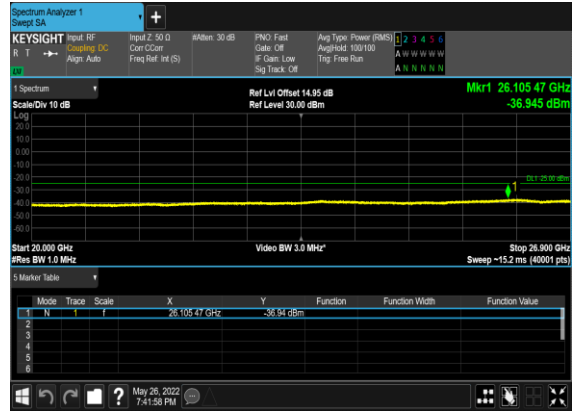 Spectrum Analyzer 1
Swept SA
+
KEYSIGHT Input: RF Input Z: 50 Ω #Atten: 30 dB PNO: Fast Avg Type: Power (RMS) 1 2 3 4 5 6
R T Coupling: DC Corr CCorr Gate: Off Avg|Hold: 100/100 A W W W W W
Align: Auto Freq Ref: Int (S) IF Gain: Low Trig: Free Run
Sig Track: Off A N N N N N
1 Spectrum
Ref Lvl Offset 14.95 dB Mkr1 26.105 47 GHz
Scale/Div 10 dB Ref Level 30.00 dBm -36.945 dBm
Log
20.0
10.0
0.00
-10.0
-20.0
DL1 -25.00 dBm
-30.0
1
-40.0
-50.0
-60.0
Start 20.000 GHz Video BW 3.0 MHz* Stop 26.900 GHz
#Res BW 1.0 MHz Sweep ~15.2 ms (40001 pts)
5 Marker Table
Mode Trace Scale X Y Function Function Width Function Value
1 N 1 f 26.105 47 GHz -36.94 dBm
2
3
4
5
6
? May 26, 2022
7:41:58 PM